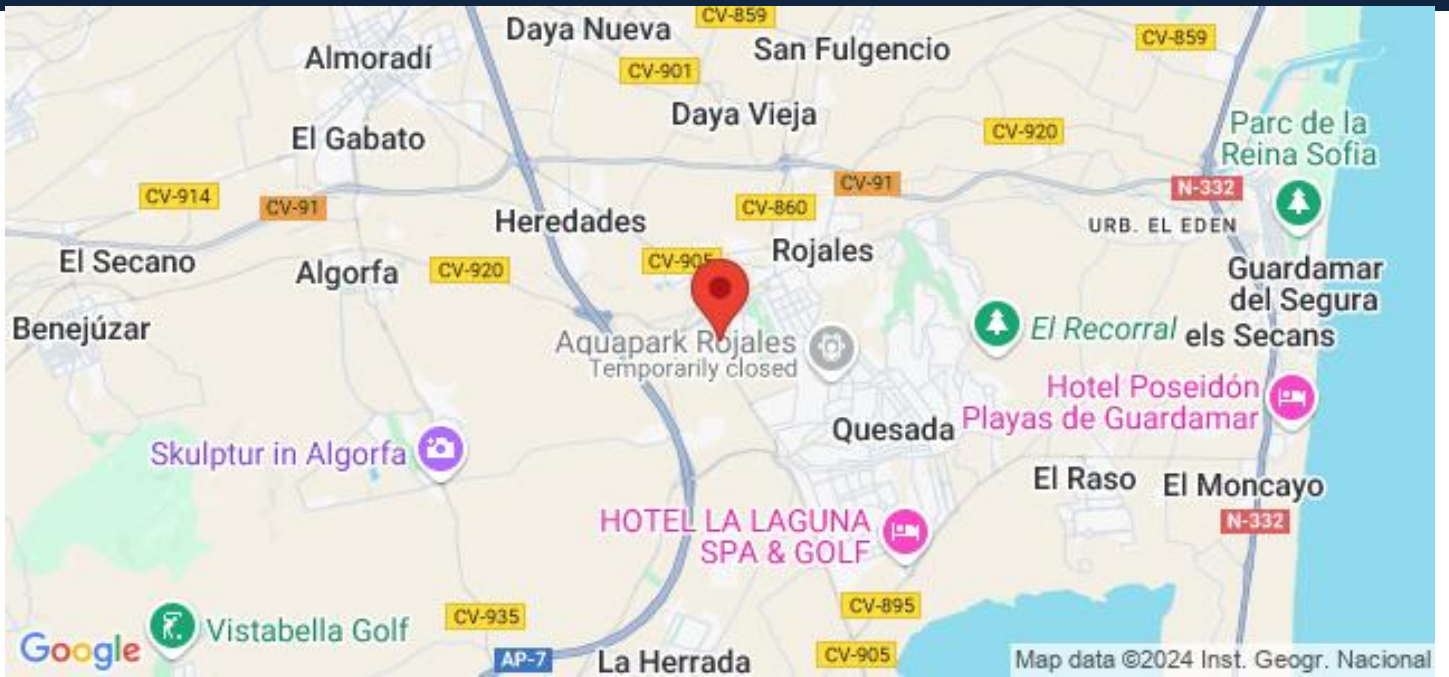 CV-859
Daya Nueva
San Fulgencio
CV-859
Almoradí
CV-901
Daya Vieja
Parc de la
Reina Sofia
El Gabato
CV-920
CV-914
CV-91
CV-91
N-332
CV-860
Heredades
URB. EL EDEN
Rojales
El Secano
Algorfa
CV-920
CV-905
Guardamar
del Segura
Benejúzar
Aquapark Rojales
Temporarily closed
El Recorral
els Secans
Hotel Poseidón
Playas de Guardamar
Quesada
Skulptur in Algorfa
El Raso
El Moncayo
HOTEL LA LAGUNA
SPA & GOLF
N-332
CV-935
CV-895
Vistabella Golf
Google
AP-7
La Herrada
CV-905
Map data ©2024 Inst. Geogr. Nacional